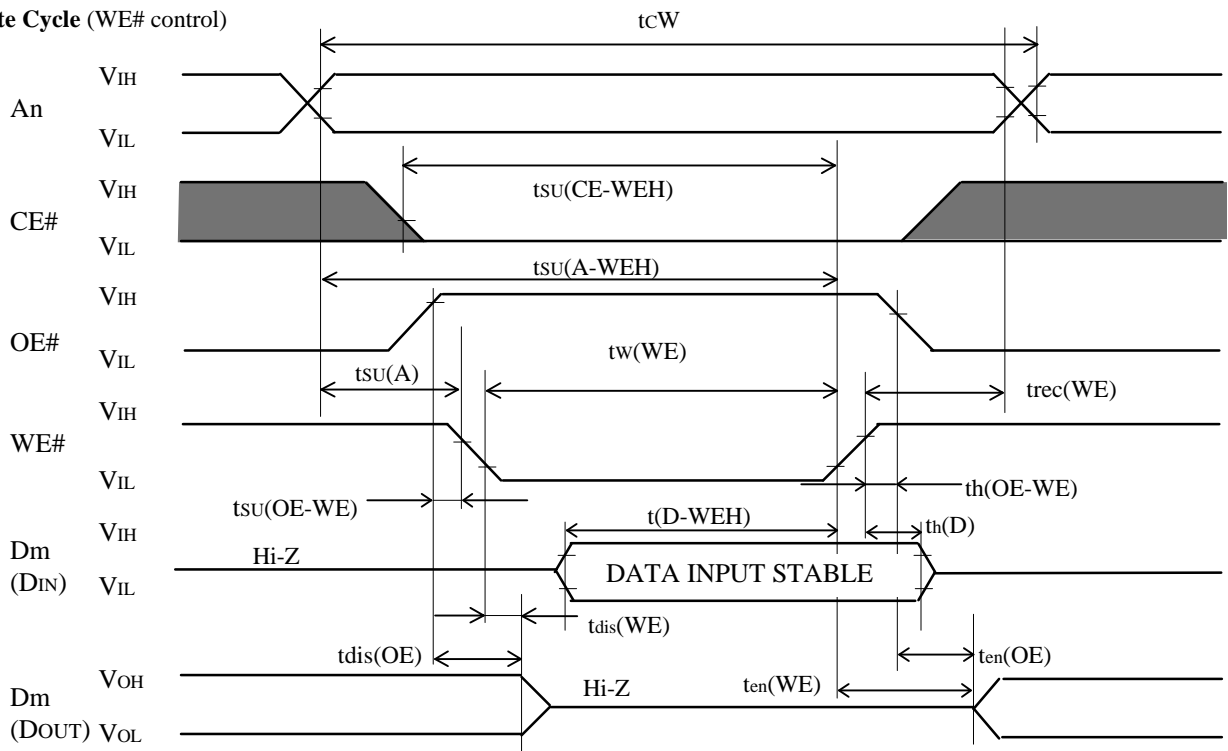 te Cycle (WE# control)
tcW
VIH
An
VIL
VIH
tsu(CE-WEH)
CE#
VIL
tsu(A-WEH)
VIH
OE#
VIL
tw(WE)
tsu(A)
trec(WE)
VIH
WE#
VIL
tsu(OE-WE)
th(OE-WE)
t(D-WEH)
th(D)
VIH
Dm
(DIN)
Hi-Z
VIL
DATA INPUT STABLE
tdis(WE)
tdis(OE)
ten(OE)
VOH
Hi-Z
ten(WE)
Dm
(DOUT)
VOL